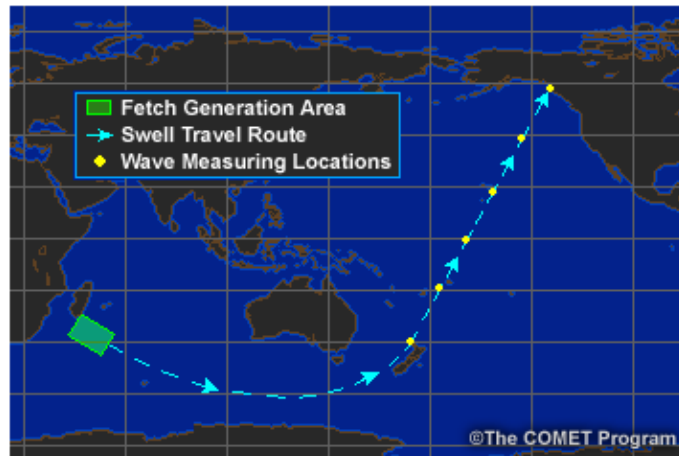 Fetch Generation Area
Swell Travel Route
Wave Measuring Locations
©The COMET Program